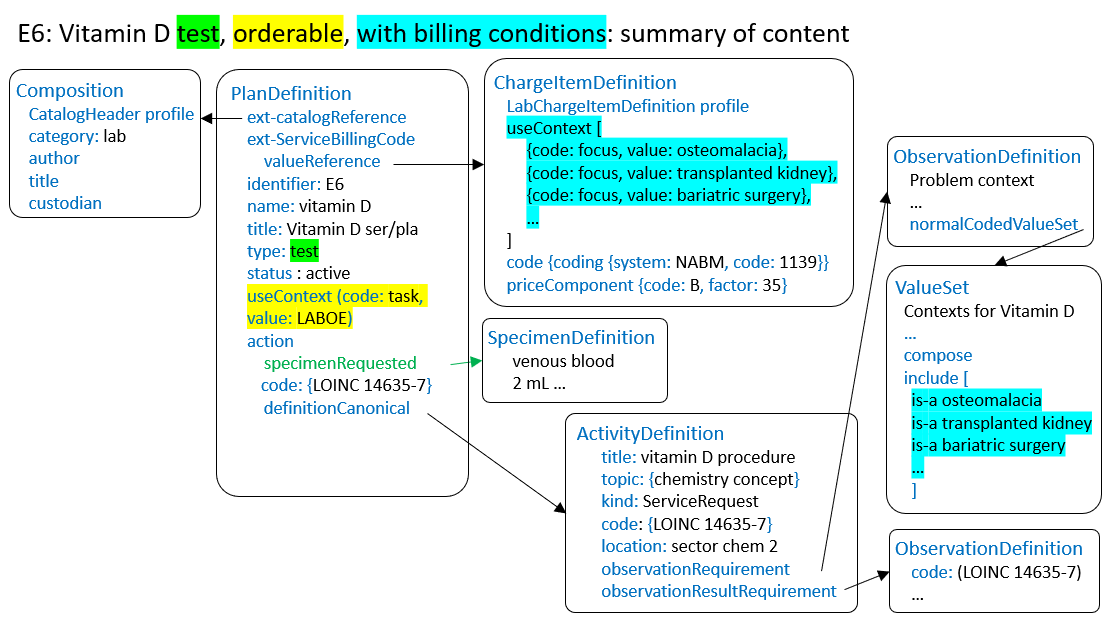 E6: Vitamin D test, orderable, with billing conditions: summary of content
Composition
CatalogHeader profile
category: lab
author
title
custodian
PlanDefinition
ext-catalogReference
ext-ServiceBillingCode
valueReference
identifier: E6
name: vitamin D
title: Vitamin D ser/pla
type: test
status : active
useContext (code: task,
value: LABOE)
action
specimenRequested
code: {LOINC 14635-7}
definitionCanonical
ChargeItemDefinition
LabChargeItemDefinition profile
useContext [
{code: focus, value: osteomalacia},
{code: focus, value: transplanted kidney},
{code: focus, value: bariatric surgery},
...
]
code {coding {system: NABM, code: 1139}}
priceComponent {code: B, factor: 35}
SpecimenDefinition
venous blood
2 mL ...
ActivityDefinition
title: vitamin D procedure
topic: {chemistry concept}
kind: ServiceRequest
code: {LOINC 14635-7}
location: sector chem 2
observationRequirement
observationResultRequirement
ObservationDefinition
Problem context
...
normalCodedValueSet
ValueSet
Contexts for Vitamin D
...
compose
include [
is-a osteomalacia
is-a transplanted kidney
is-a bariatric surgery
...
]
ObservationDefinition
code: (LOINC 14635-7)
...